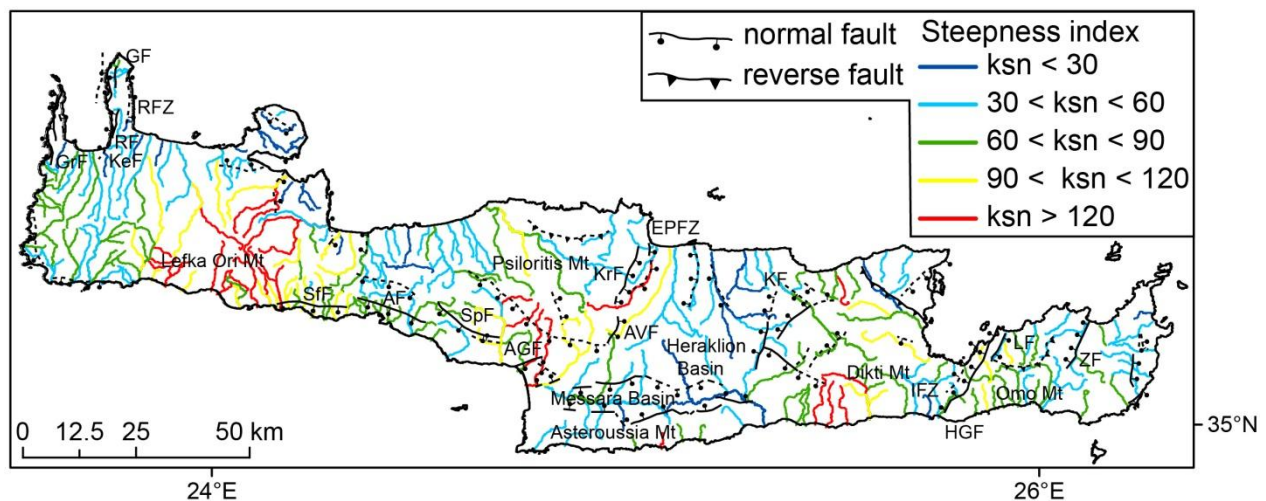 normal fault
reverse fault
Steepness index
ksn < 30
30 < ksn < 60
60 < ksn < 90
90 < ksn < 120
ksn > 120
GF
RFZ
RF
GrF
KeF
Lefka Ori Mt
SfF
AF
SpF
AGF
Psiloritis Mt
KrF
EPFZ
AVF
Heraklion
Basin
Messara Basin
Asteroussia Mt
KF
Dikti Mt
IFZ
HGF
LF
Omo Mt
ZF
0 12.5 25 50 km
35°N
24°E
26°E